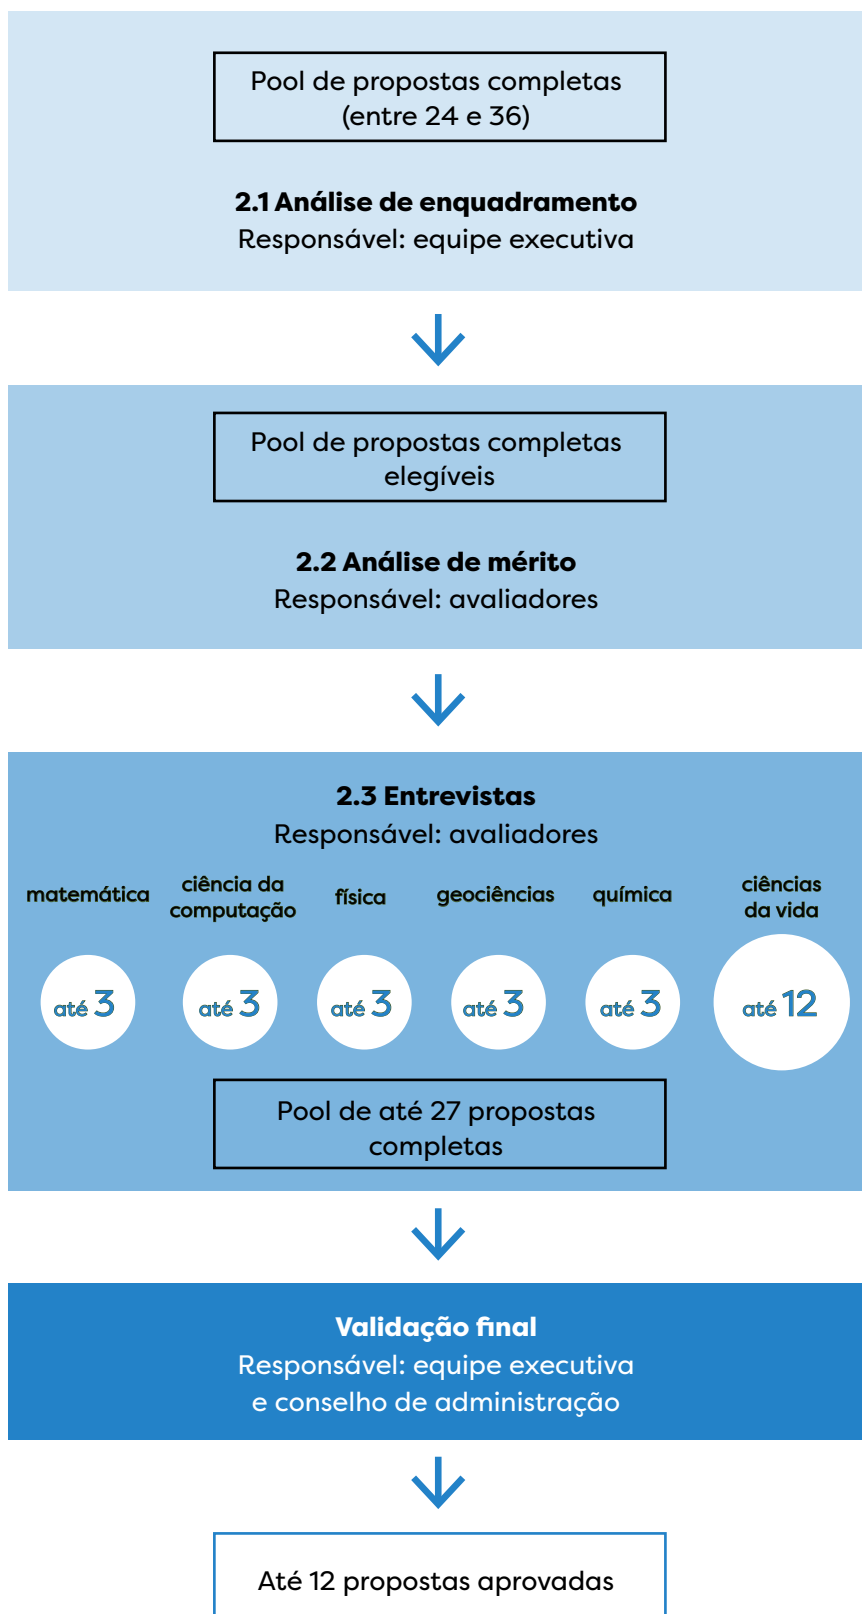 Pool de propostas completas
(entre 24 e 36)
2.1 Análise de enquadramento
Responsável: equipe executiva
Pool de propostas completas
elegíveis
2.2 Análise de mérito
Responsável: avaliadores
2.3 Entrevistas
Responsável: avaliadores
matemática
ciência da
computação
física
geociências
química
ciências
da vida
até 3
até 3
até 3
até 3
até 3
até 12
Pool de até 27 propostas
completas
Validação final
Responsável: equipe executiva
e conselho de administração
Até 12 propostas aprovadas